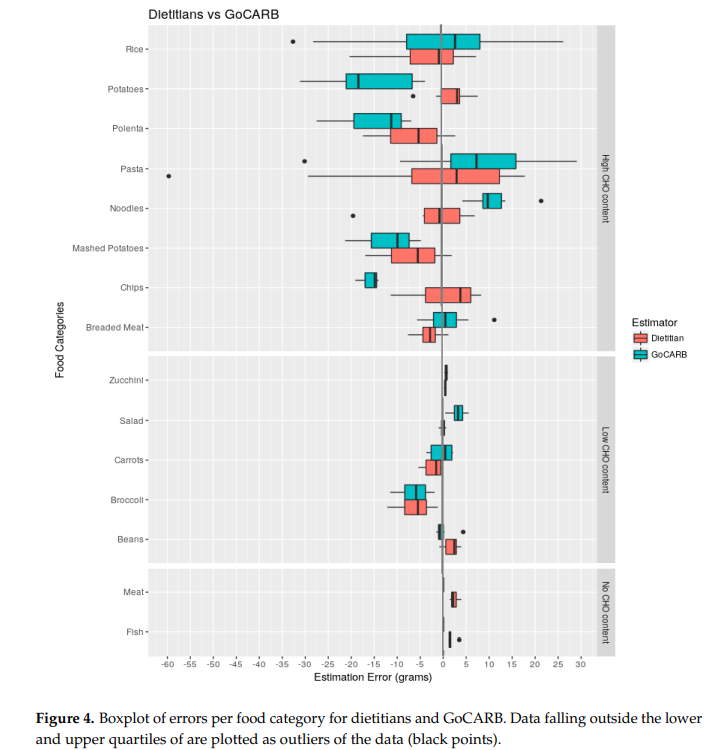 Dietitians vs GoCARB
Rice
Potatoes
Polenta
Pasta
Noodles
Mashed Potatoes
Chips
Breaded Meat
High CHO content
Zucchini
Salad
Carrots
Broccoli
Beans
Low CHO content
Meat
Fish
No CHO content
Food Categories
Estimator
Dietitian
GoCARB
-60 -55 -50 -45 -40 -35 -30 -25 -20 -15 -10 -5 0 5 10 15 20 25 30
Estimation Error (grams)
Figure 4. Boxplot of errors per food category for dietitians and GoCARB. Data falling outside the lower
and upper quartiles of are plotted as outliers of the data (black points).